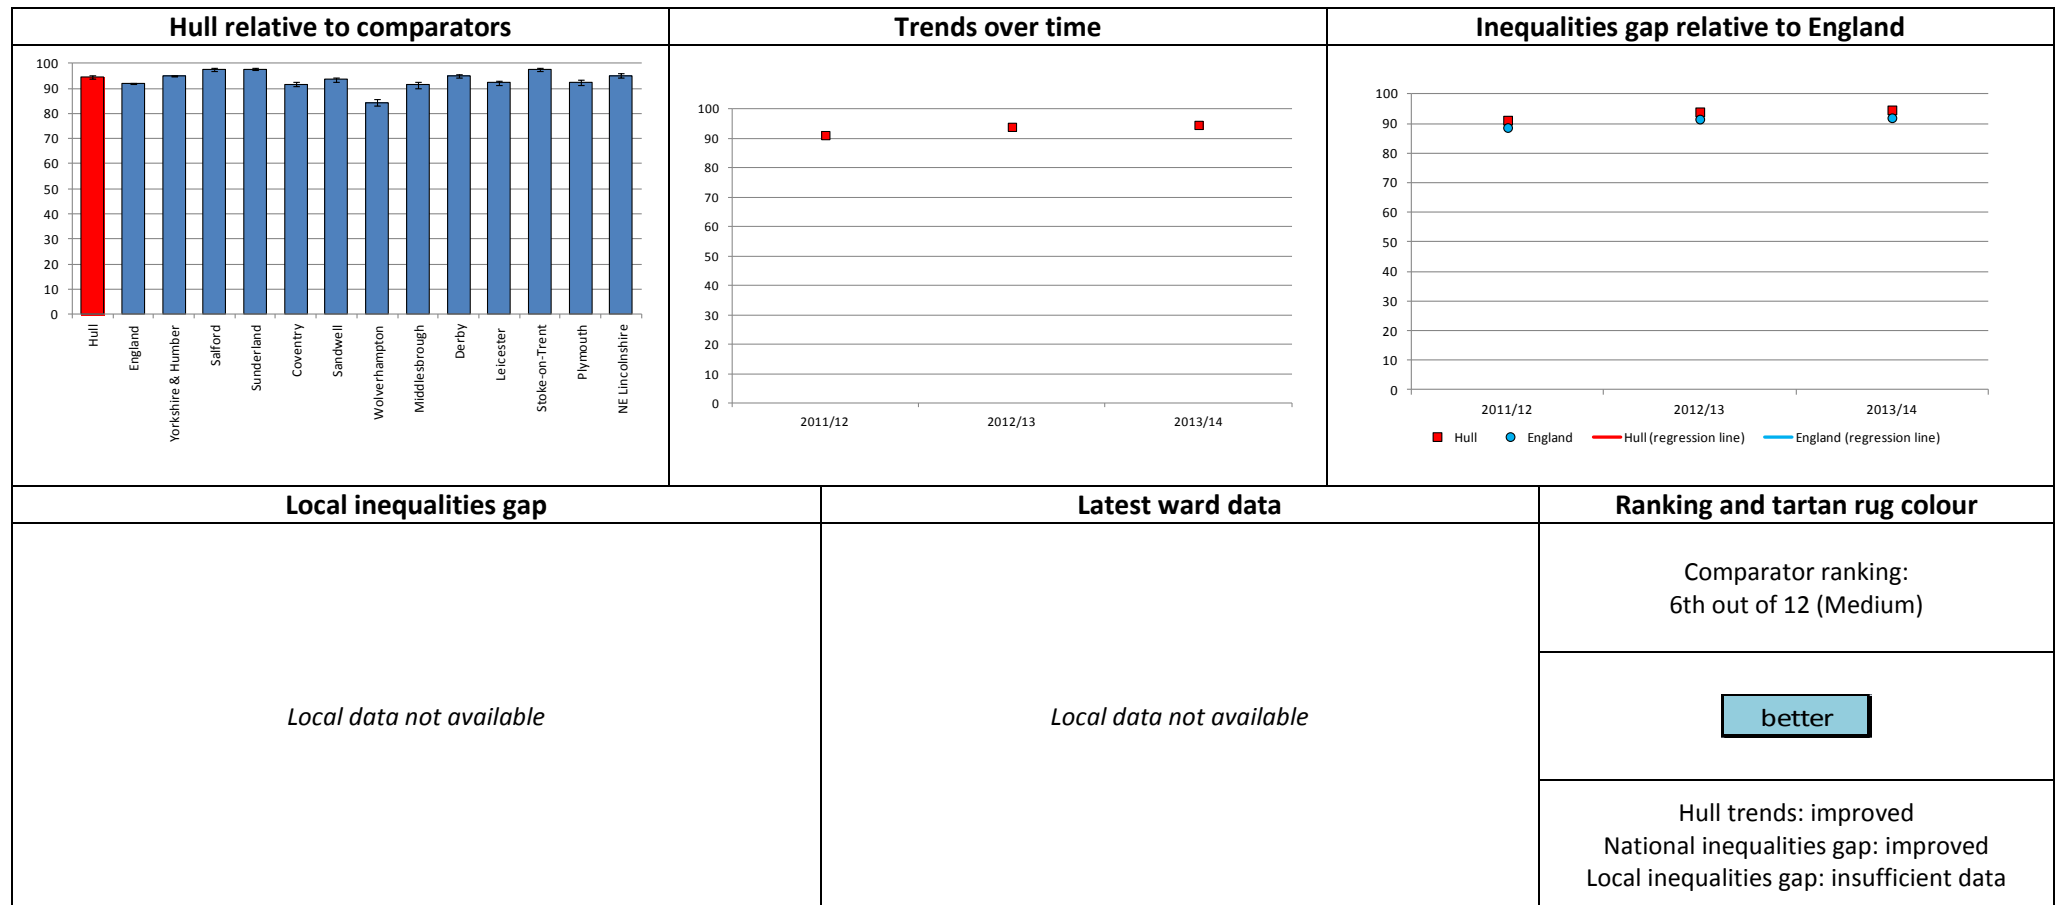 Hull relative to comparators
Trends over time
Inequalities gap relative to England
100
90
80
70
60
50
40
30
20
10
0
Hull
England
Yorkshire & Humber
Salford
Sunderland
Coventry
Sandwell
Wolverhampton
Middlesbrough
Derby
Leicester
Stoke-on-Trent
Plymouth
NE Lincolnshire
100
90
80
70
60
50
40
30
20
10
0
2011/12 2012/13 2013/14
100
90
80
70
60
50
40
30
20
10
0
2011/12 2012/13 2013/14
Hull England Hull (regression line) England (regression line)
Local inequalities gap
Latest ward data
Ranking and tartan rug colour
Local data not available
Local data not available
Comparator ranking:
6th out of 12 (Medium)
better
Hull trends: improved
National inequalities gap: improved
Local inequalities gap: insufficient data